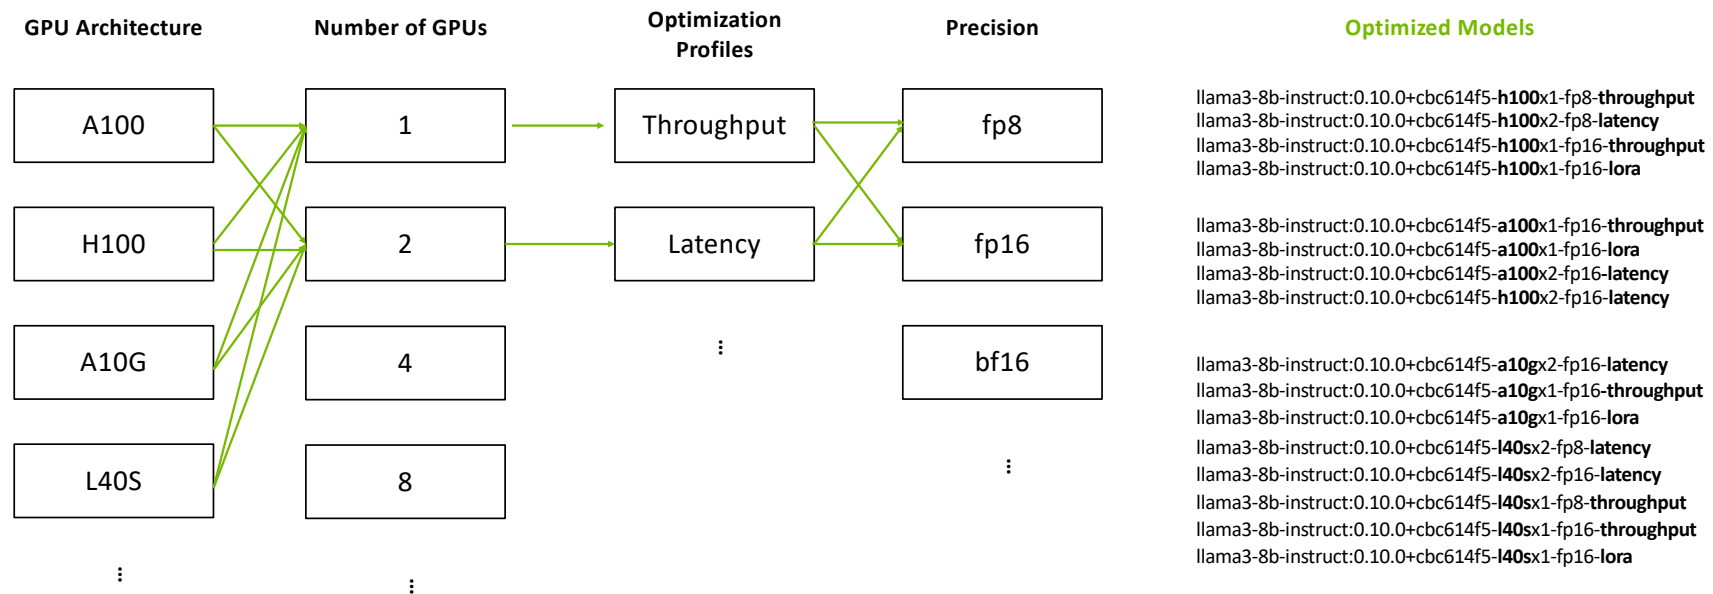 GPU Architecture
Number of GPUs
Optimization
Profiles
Precision
Optimized Models
A100
1
Throughput
fp8
H100
2
Latency
fp16
A10G
4
bf16
L40S
8
llama3-8b-instruct:0.10.0+cbc614f5-h100x1-fp8-throughput
llama3-8b-instruct:0.10.0+cbc614f5-h100x2-fp8-latency
llama3-8b-instruct:0.10.0+cbc614f5-h100x1-fp16-throughput
llama3-8b-instruct:0.10.0+cbc614f5-h100x1-fp16-lora
llama3-8b-instruct:0.10.0+cbc614f5-a100x1-fp16-throughput
llama3-8b-instruct:0.10.0+cbc614f5-a100x1-fp16-lora
llama3-8b-instruct:0.10.0+cbc614f5-a100x2-fp16-latency
llama3-8b-instruct:0.10.0+cbc614f5-h100x2-fp16-latency
llama3-8b-instruct:0.10.0+cbc614f5-a10gx2-fp16-latency
llama3-8b-instruct:0.10.0+cbc614f5-a10gx1-fp16-throughput
llama3-8b-instruct:0.10.0+cbc614f5-a10gx1-fp16-lora
llama3-8b-instruct:0.10.0+cbc614f5-l40sx2-fp8-latency
llama3-8b-instruct:0.10.0+cbc614f5-l40sx2-fp16-latency
llama3-8b-instruct:0.10.0+cbc614f5-l40sx1-fp8-throughput
llama3-8b-instruct:0.10.0+cbc614f5-l40sx1-fp16-throughput
llama3-8b-instruct:0.10.0+cbc614f5-l40sx1-fp16-lora